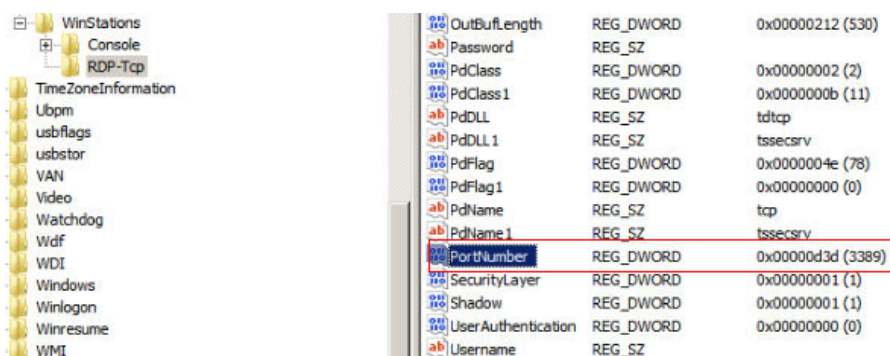 WinStations
Console
RDP-Tcp
TimeZoneInformation
Ubpm
usbflags
usbstor
VAN
Video
Watchdog
Wdf
WDI
Windows
Winlogon
Winresume
WMI
OutBufLength REG_DWORD 0x00000212 (530)
Password REG_SZ
PdClass REG_DWORD 0x00000002 (2)
PdClass1 REG_DWORD 0x0000000b (11)
PdDLL REG_SZ tdtcp
PdDLL1 REG_SZ tssecsrv
PdFlag REG_DWORD 0x0000004e (78)
PdFlag1 REG_DWORD 0x00000000 (0)
PdName REG_SZ tcp
PdName1 REG_SZ tssecsrv
PortNumber REG_DWORD 0x00000d3d (3389)
SecurityLayer REG_DWORD 0x00000001 (1)
Shadow REG_DWORD 0x00000001 (1)
UserAuthentication REG_DWORD 0x00000000 (0)
Username REG_SZ